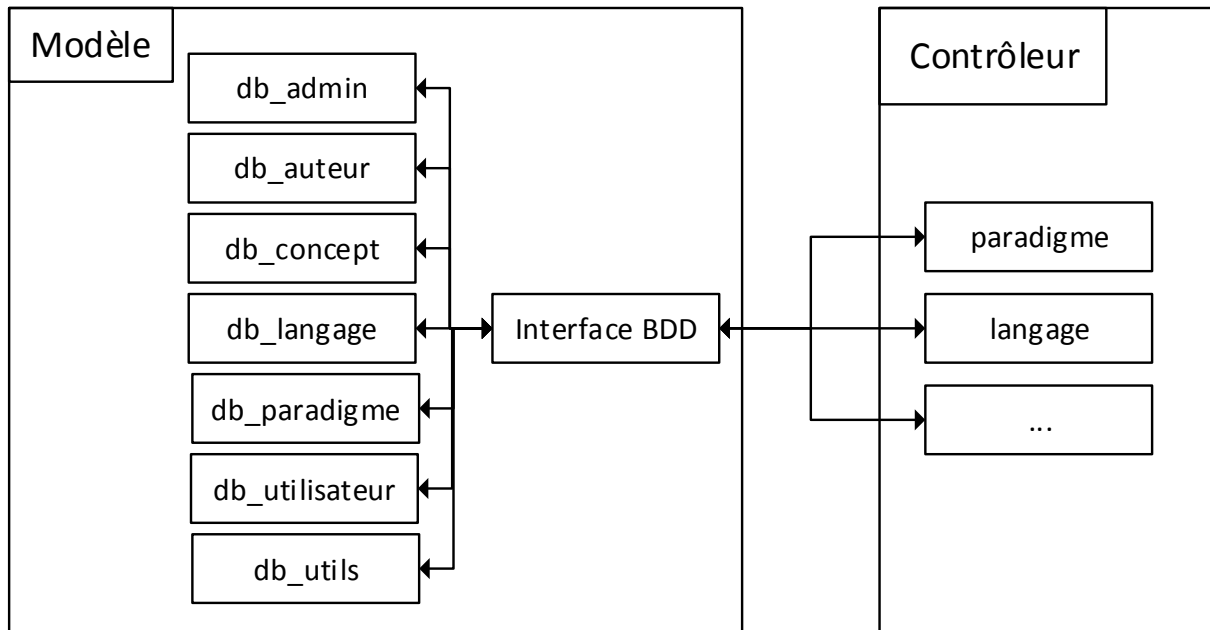 Modèle
db_admin
db_auteur
db_concept
db_langage
db_paradigme
db_utilisateur
db_utils
Interface BDD
Contrôleur
paradigme
langage
...